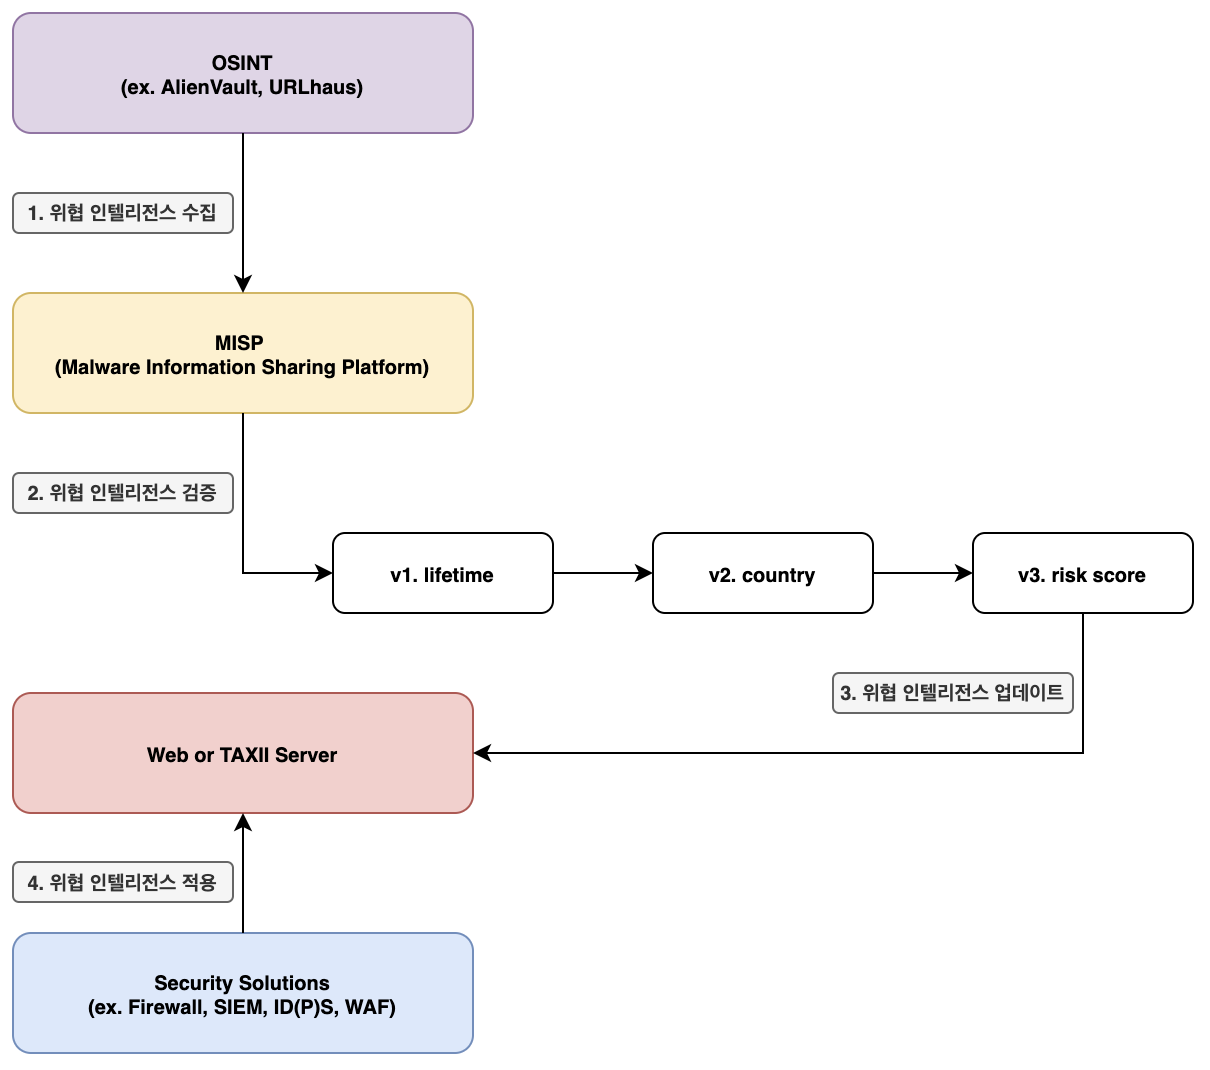 OSINT
(ex. AlienVault, URLhaus)
1. 위협 인텔리전스 수집
MISP
(Malware Information Sharing Platform)
2. 위협 인텔리전스 검증
v1. lifetime
v2. country
v3. risk score
3. 위협 인텔리전스 업데이트
Web or TAXII Server
4. 위협 인텔리전스 적용
Security Solutions
(ex. Firewall, SIEM, ID(P)S, WAF)